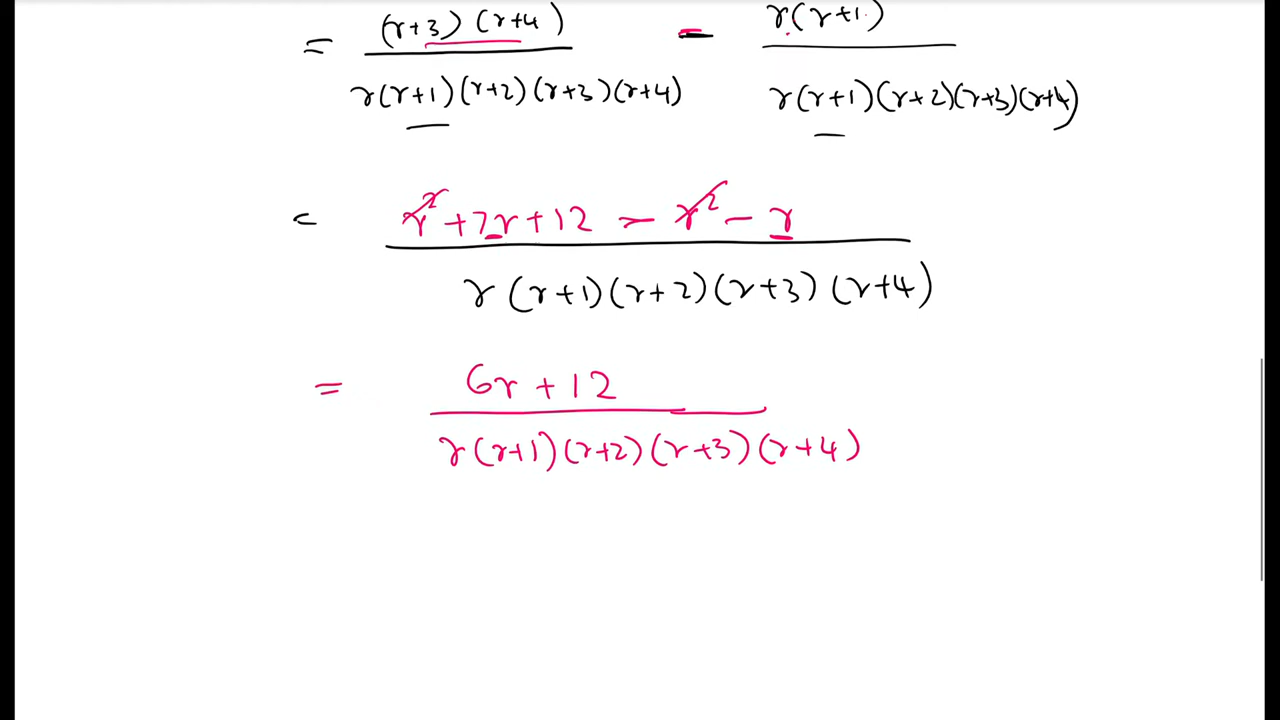 = (r+3)(r+4) / r(r+1)(r+2)(r+3)(r+4) - r(r+1) / r(r+1)(r+2)(r+3)(r+4)
= r²+7r+12 - r² - r / r(r+1)(r+2)(r+3)(r+4)
= 6r+12 / r(r+1)(r+2)(r+3)(r+4)